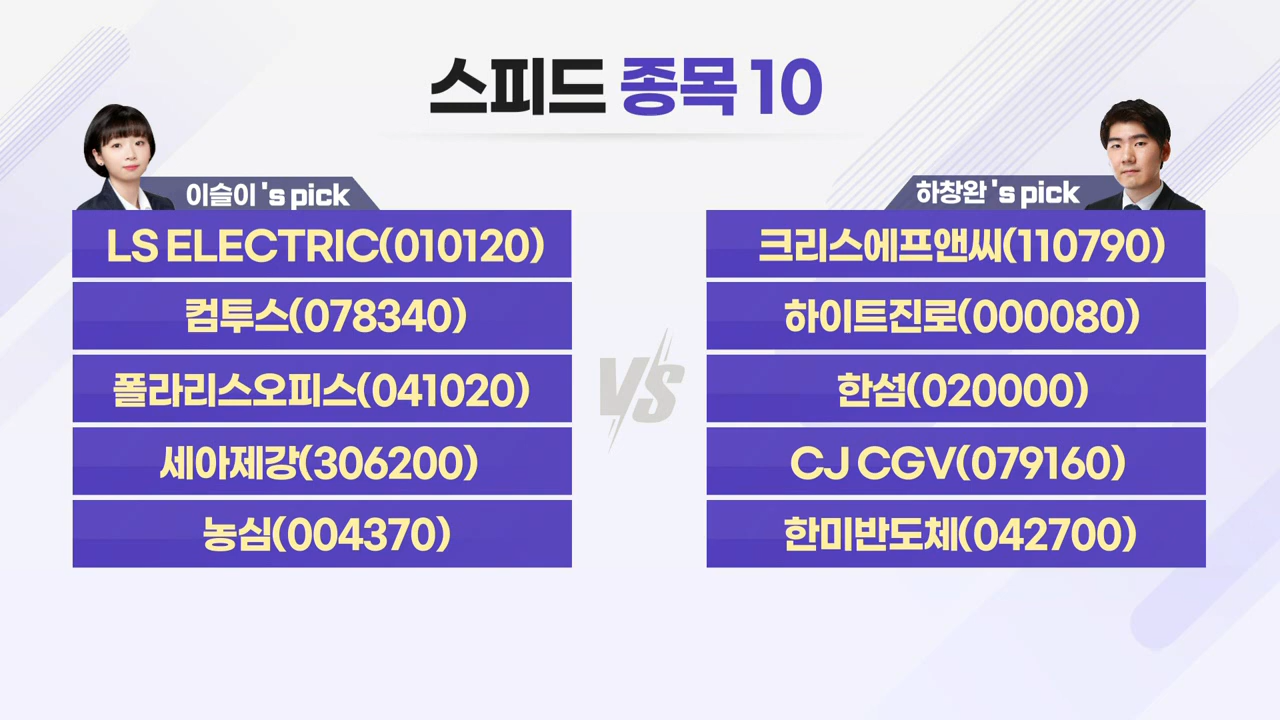 스피드 종목 10
이슬이 's pick
LS ELECTRIC(010120)
컴투스(078340)
폴라리스오피스(041020)
세아제강(306200)
농심(004370)
VS
하창완 's pick
크리스에프앤씨(110790)
하이트진로(000080)
한섬(020000)
CJ CGV(079160)
한미반도체(042700)